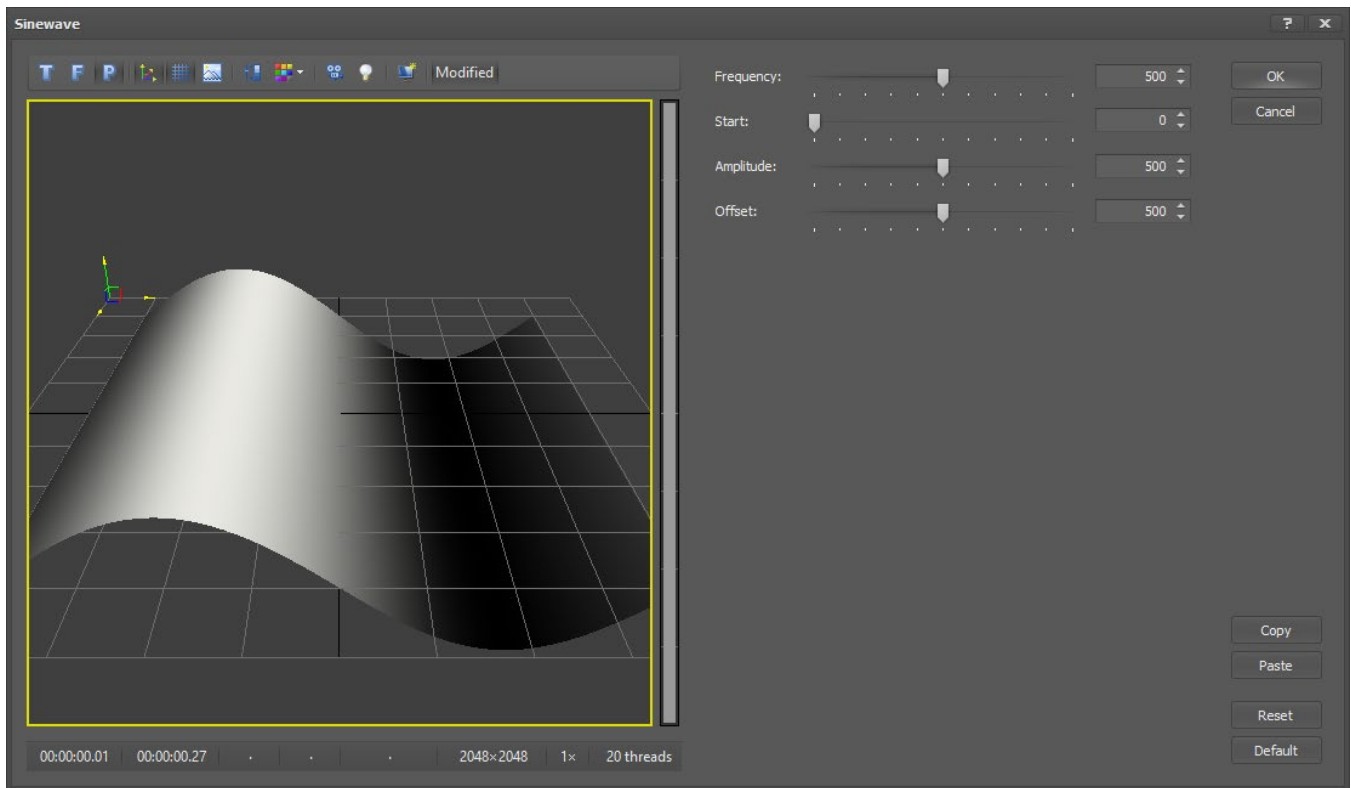 Sinewave
T F P Modified
Frequency: 500
Start: 0
Amplitude: 500
Offset: 500
OK
Cancel
Copy
Paste
Reset
Default
00:00:00.01 00:00:00.27 . . . 2048×2048 1× 20 threads